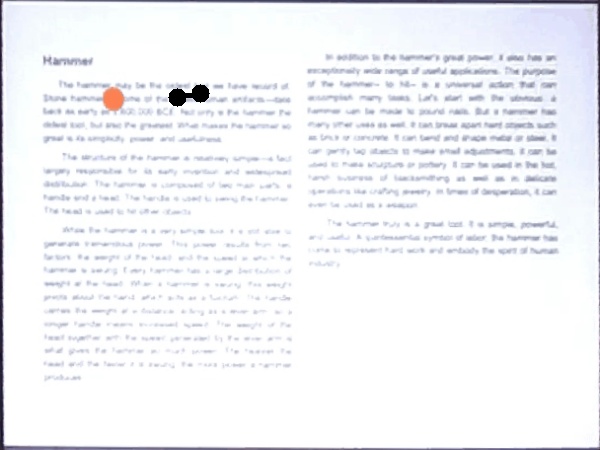 Hammer
The hammer may be the oldest we have record of.
Stone hammer some of the human artifacts—date
back as early as BCE. Not only is the hammer the
oldest tool, but also the greatest. What makes the hammer so
great is its simplicity, power, and usefulness.
The structure of the hammer is relatively simple—a fact
largely responsible for its early invention and widespread
distribution. The hammer is composed of two main parts: a
handle and a head. The handle is used to swing the hammer.
The head is used to hit other objects.
While the hammer is a very simple tool, it is still able to
generate tremendous power. This power results from two
factors: the weight of the head, and the speed at which the
hammer is swung. Every hammer has a large distribution of
weight at the head. When a hammer is swung, this weight
pivots about the hand, which acts as a fulcrum. The handle
carries the weight at a distance, acting as a lever arm, so a
longer handle means increased speed. The weight of the
head together with the speed generated by the lever arm is
what gives the hammer so much power. The heavier the
head and the faster it is swung, the more power a hammer
produces.
In addition to the hammer's great power, it also has an
exceptionally wide range of useful applications. The purpose
of the hammer— to hit— is a universal action that can
accomplish many tasks. Let's start with the obvious: a
hammer can be made to pound nails. But a hammer has
many other uses as well. It can break apart hard objects such
as brick or concrete. It can bend and shape metal or steel. It
can gently tap objects to make small adjustments. It can be
used to make sculpture or pottery. It can be used in the hot,
harsh business of blacksmithing as well as in delicate
operations like crafting jewelry. In times of desperation, it can
even be used as a weapon.
The hammer truly is a great tool. It is simple, powerful,
and useful. A quintessential symbol of labor, the hammer has
come to represent hard work and embody the spirit of human
industry.